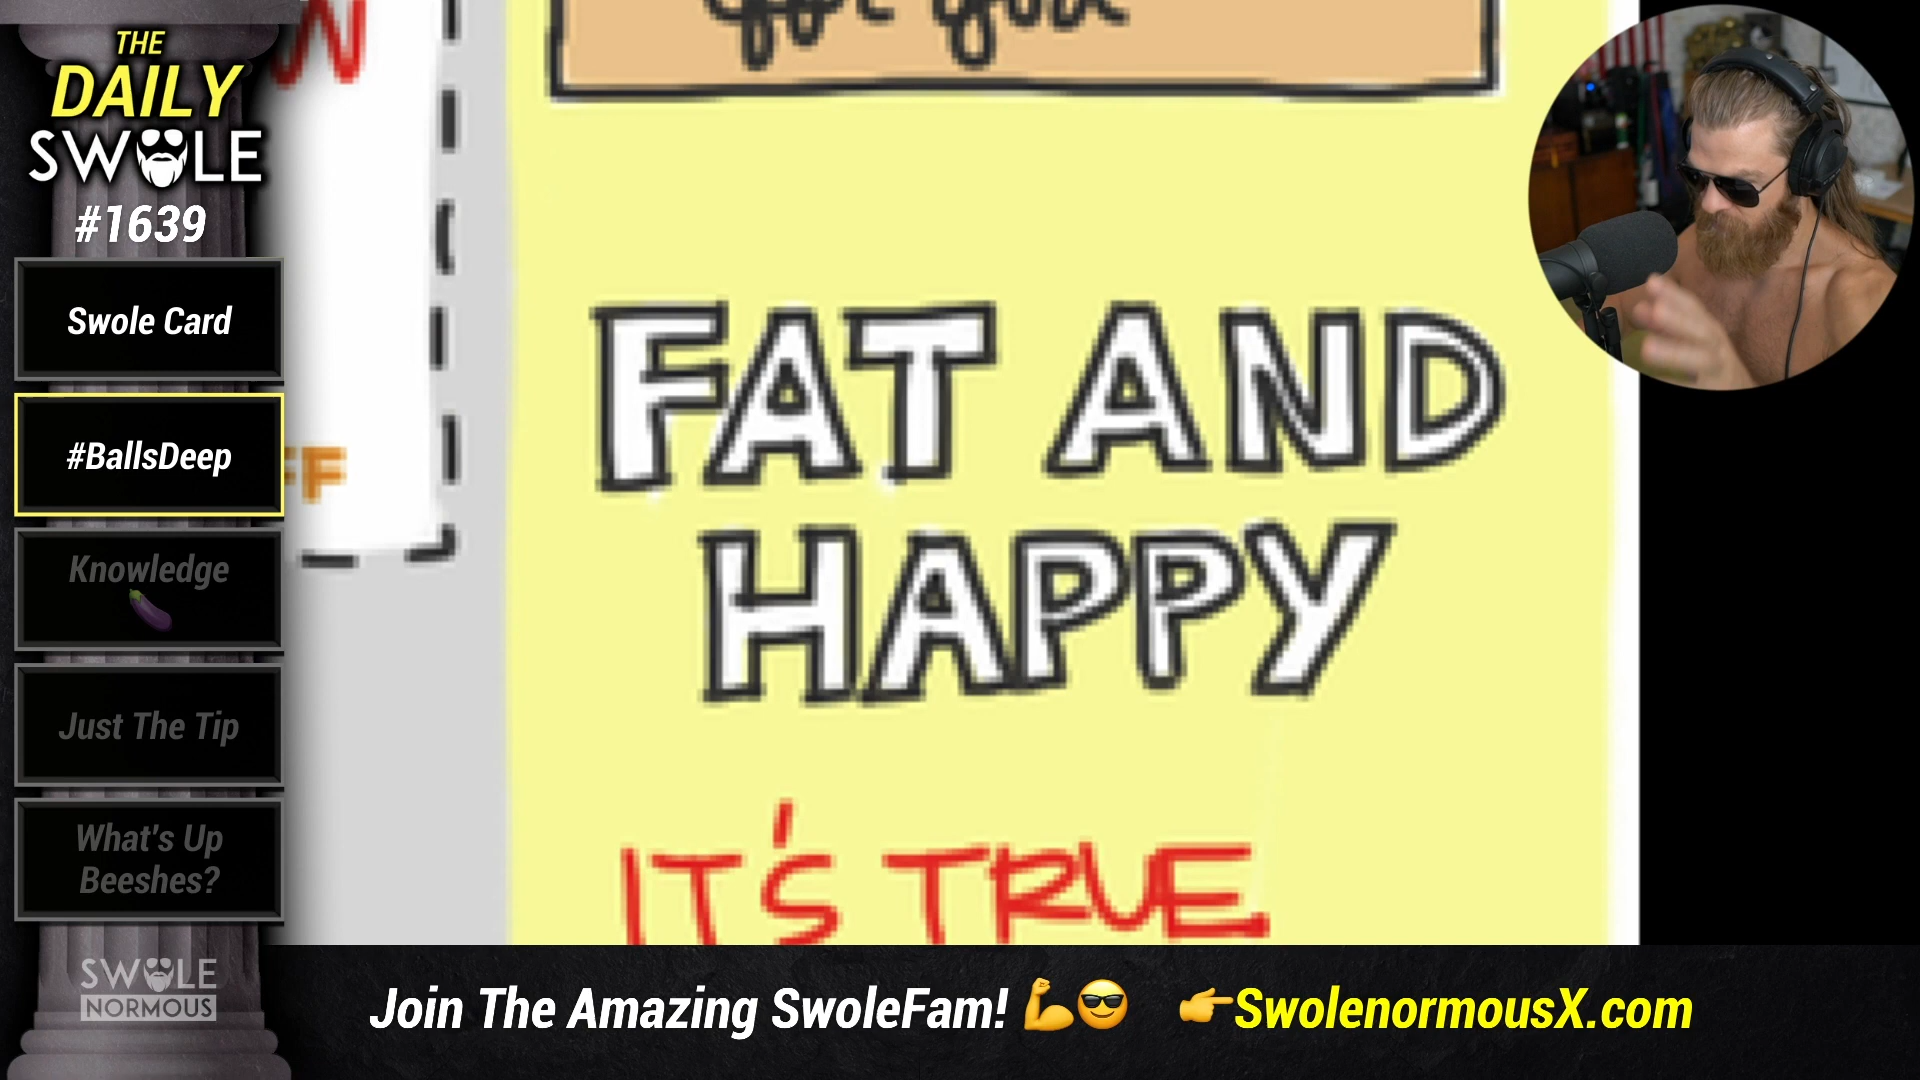 THE
DAILY
SWOLE
#1639
Swole Card
#BallsDeep
Knowledge
Just The Tip
What's Up
Beeshes?
SWOLE
NORMOUS
FAT AND
HAPPY
IT'S TRUE
Join The Amazing SwoleFam! 💪😎 👉SwolenormousX.com